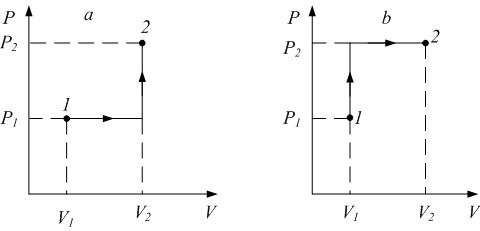 P a
2
P₂
1
P₁
V₁ V₂ V
P b
2
P₂
P₁ 1
V₁ V₂ V